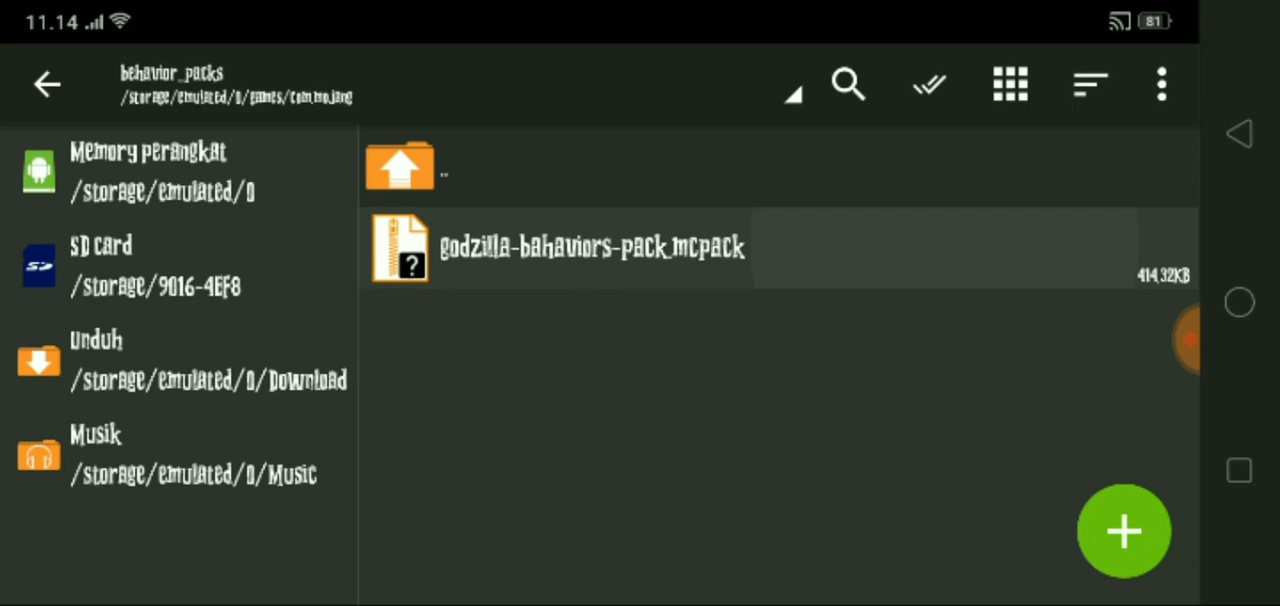 11.14
81
behavior_packs
/storage/emulated/0/games/com.mojang
Memory perangkat
/storage/emulated/0
SD card
/storage/9016-4EF8
Unduh
/storage/emulated/0/Download
Musik
/storage/emulated/0/Music
..
godzilla-bahaviors-pack.mcpack
?
414,32KB